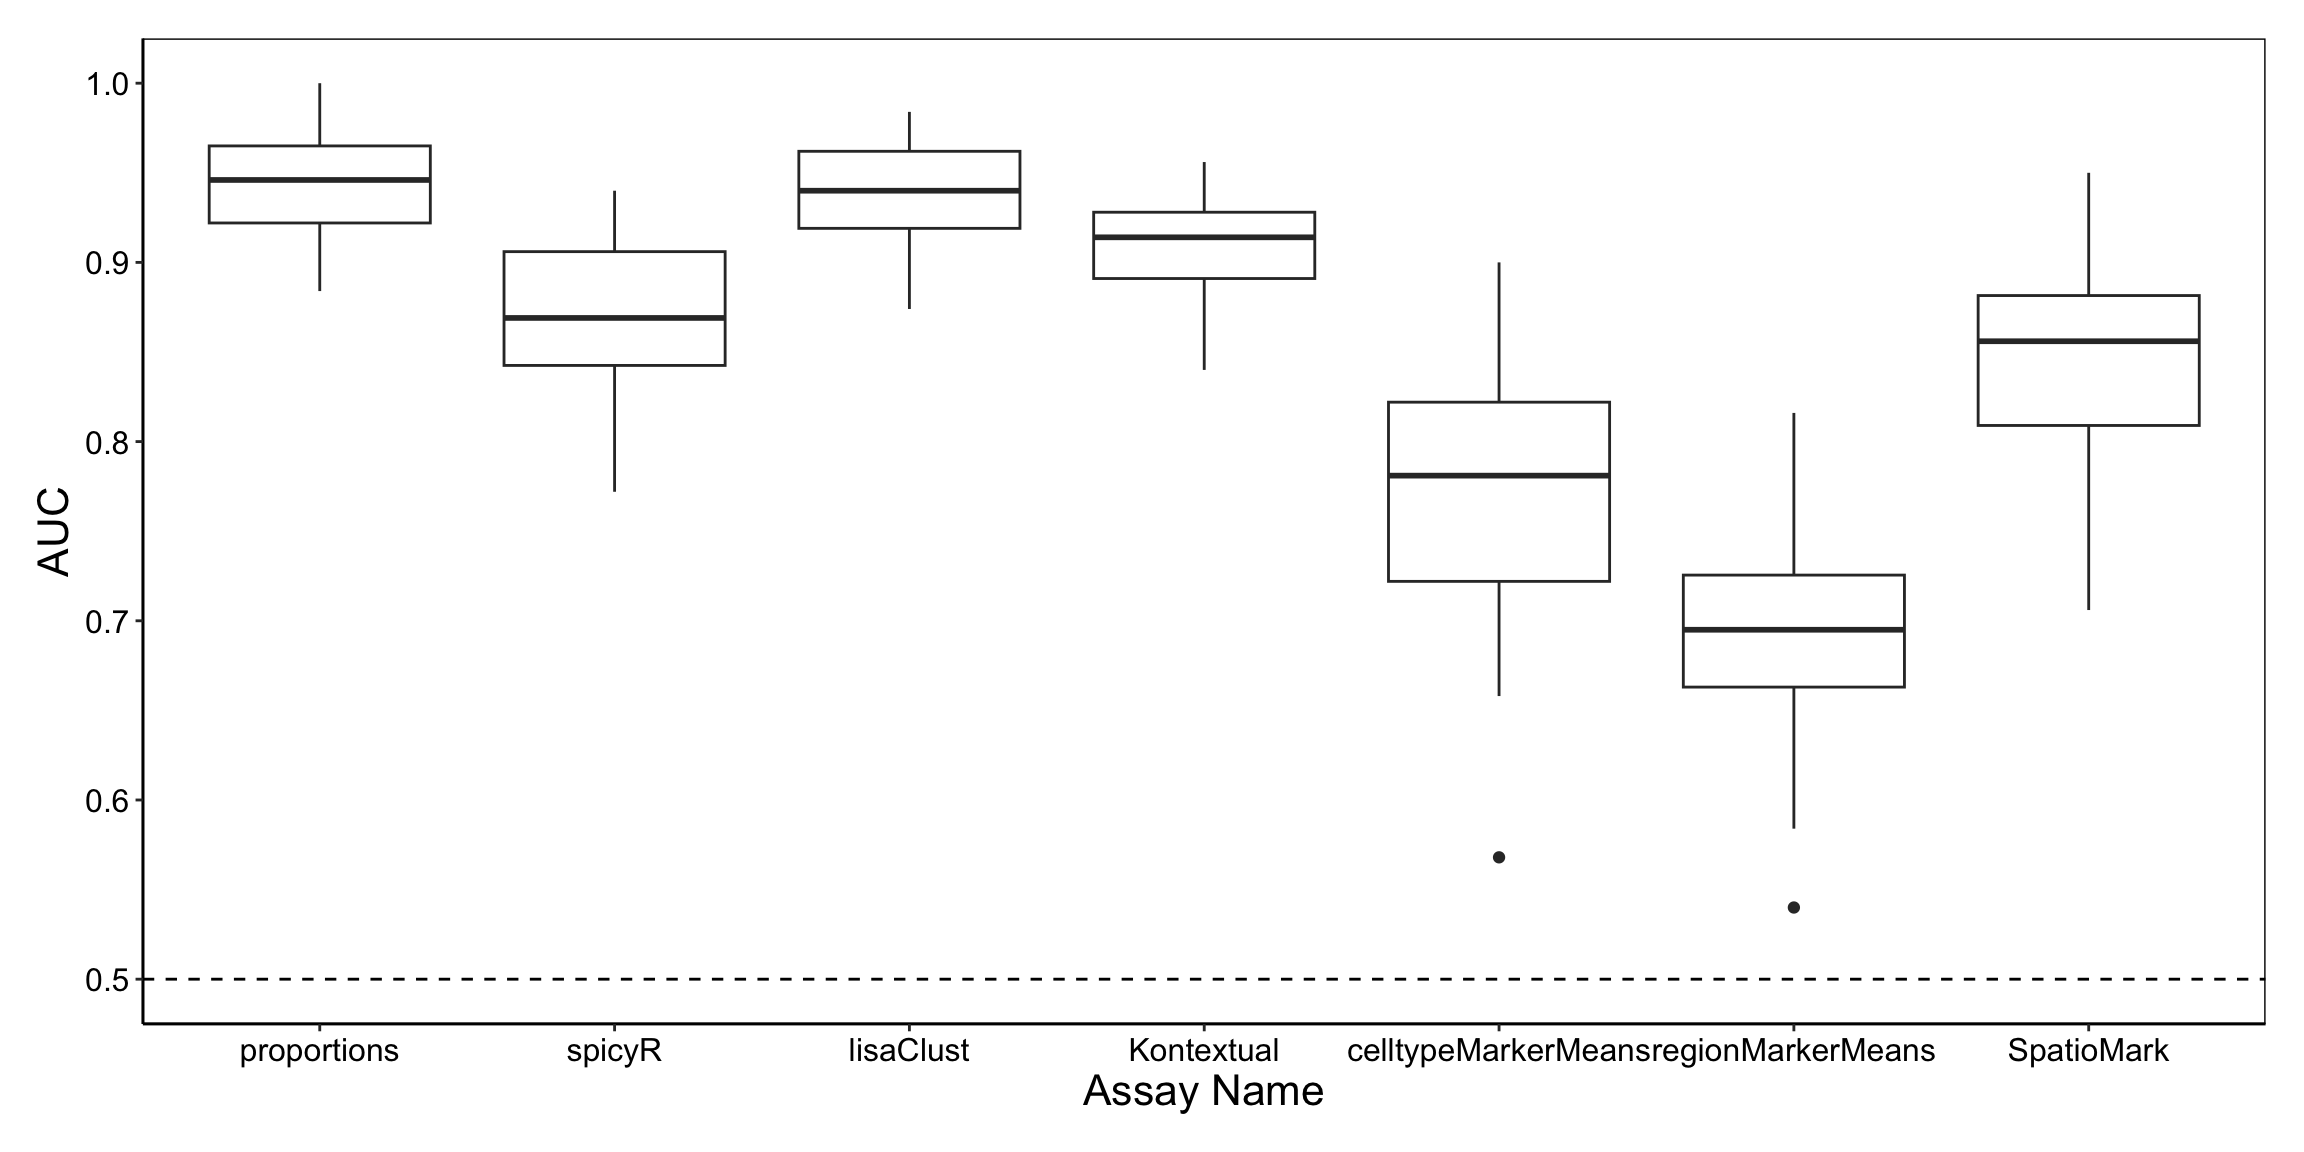 1.0
0.9
0.8
0.7
0.6
0.5
AUC
proportions spicyR lisaClust Kontextual celltypeMarkerMeans regionMarkerMeans SpatioMark
Assay Name